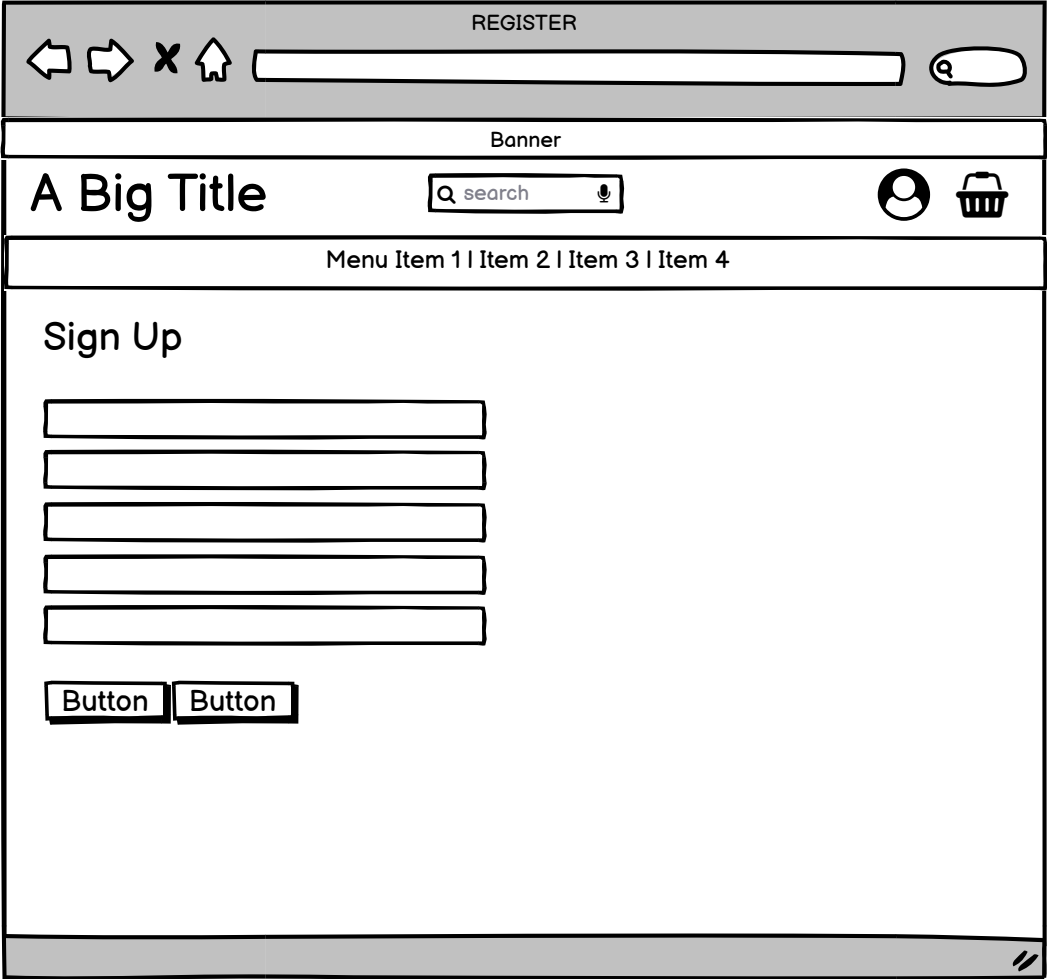 REGISTER
Banner
A Big Title
search
Menu Item 1 | Item 2 | Item 3 | Item 4
Sign Up
Button Button